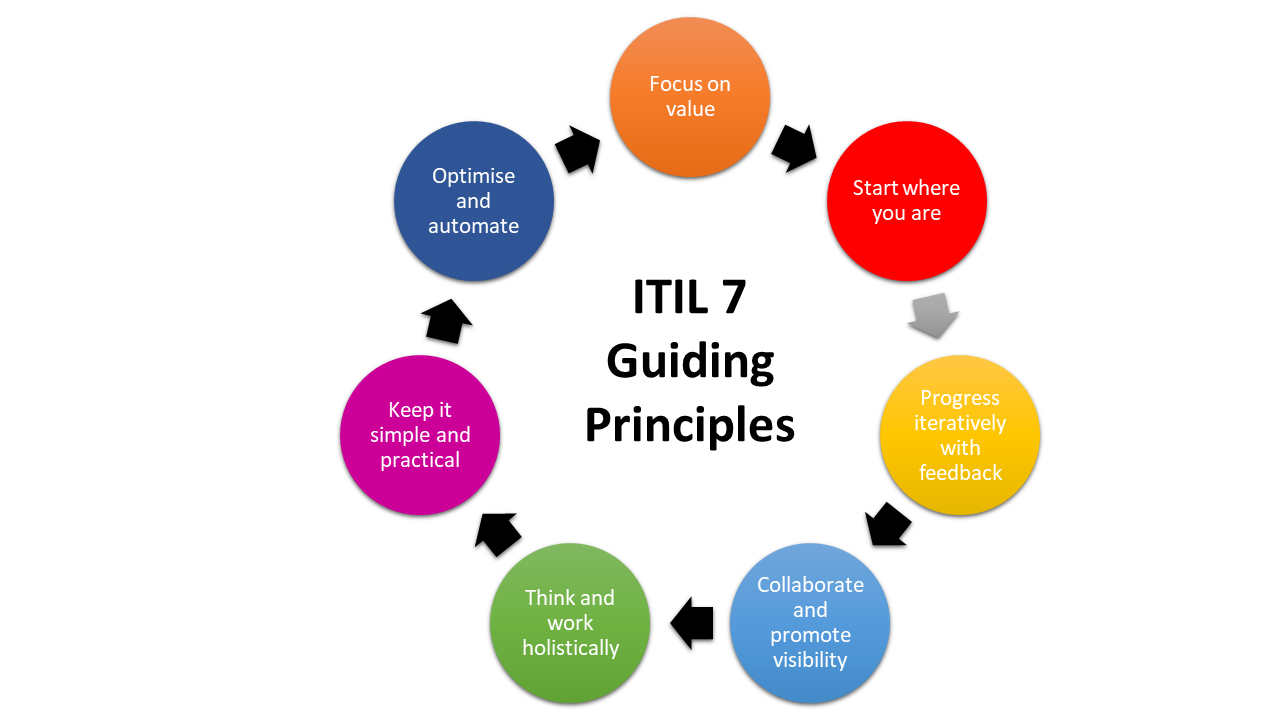 ITIL 7
Guiding
Principles
Focus on
value
Start where
you are
Progress
iteratively
with
feedback
Collaborate
and
promote
visibility
Think and
work
holistically
Keep it
simple and
practical
Optimise
and
automate